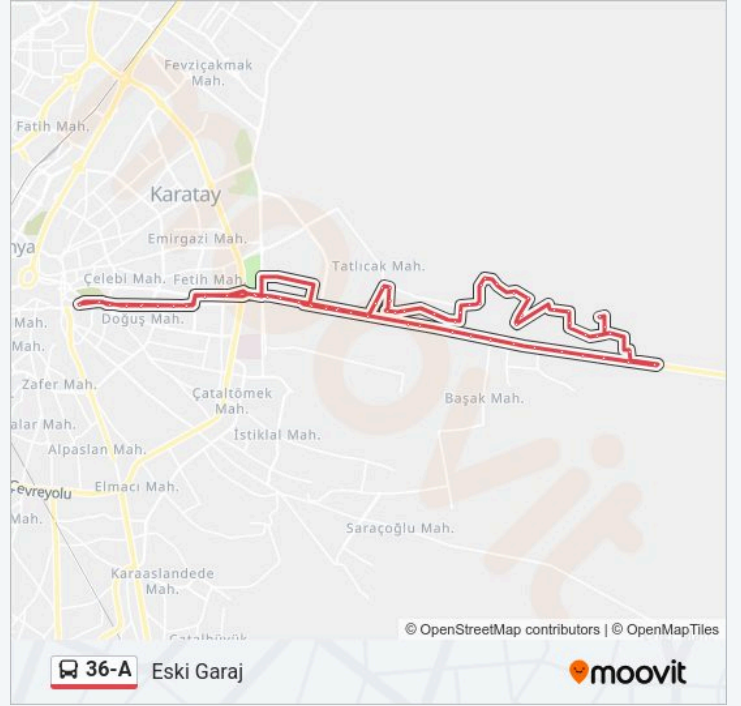 Fevziçakmak
Mah.
Fatih Mah.
Karatay
Emirgazi Mah.
nya
Tatlıcak Mah.
Çelebi Mah.
Fetih Mah.
Mah.
Doğuş Mah.
Mah.
Zafer Mah.
Çataltömek
Mah.
Başak Mah.
alar Mah.
İstiklal Mah.
Alpaslan Mah.
Çevreyolu
Elmacı Mah.
Mah.
Saraçoğlu Mah.
Karaaslandede
Mah.
Çatalhüyük
© OpenStreetMap contributors | © OpenMapTiles
36-A Eski Garaj
moovit